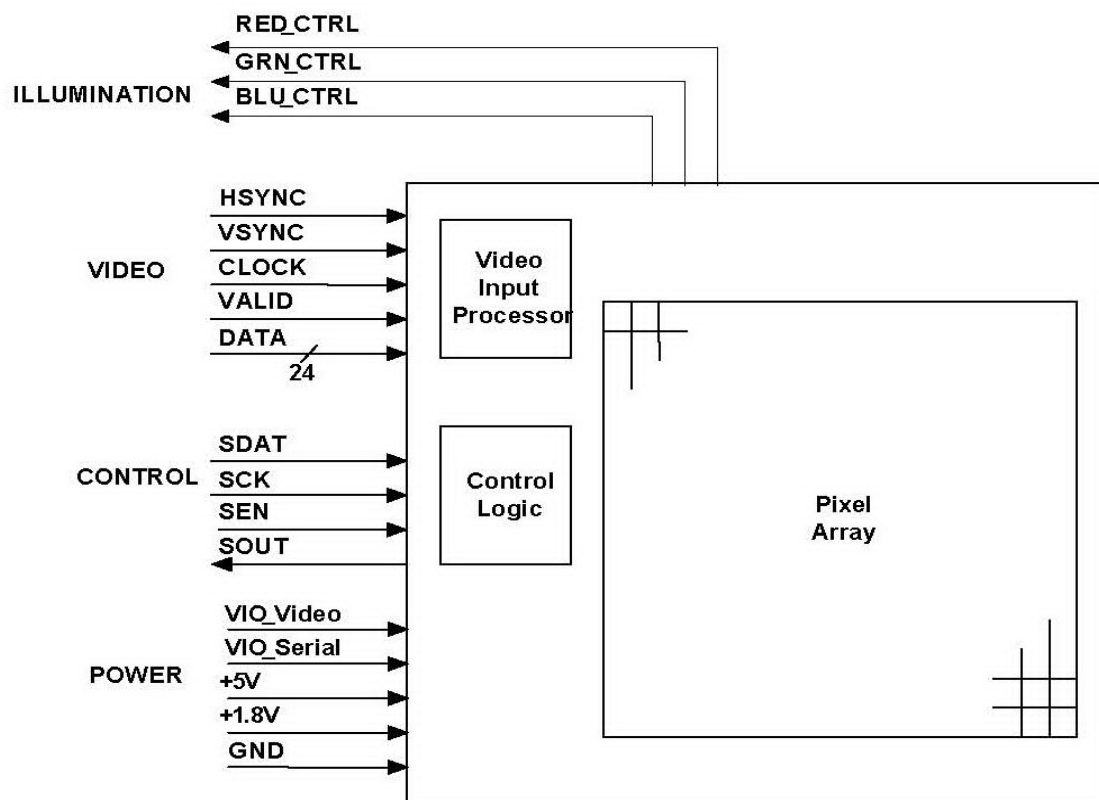 RED_CTRL
GRN_CTRL
ILLUMINATION
BLU_CTRL
HSYNC
VSYNC
VIDEO
CLOCK
VALID
DATA
24
Video
Input
Processor
SDAT
CONTROL
SCK
SEN
SOUT
Control
Logic
Pixel
Array
VIO_Video
VIO_Serial
POWER
+5V
+1.8V
GND